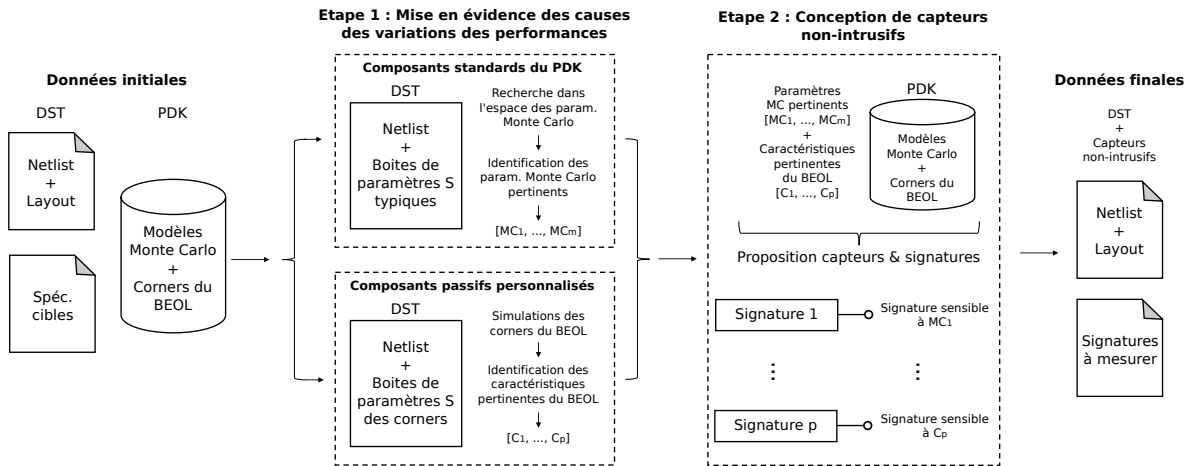 Données initiales
DST
PDK
Netlist
+
Layout
Spéc.
cibles
Modèles
Monte Carlo
+
Corners du
BEOL
Etape 1 : Mise en évidence des causes
des variations des performances
Composants standards du PDK
DST
Netlist
+
Boites de
paramètres S
typiques
Recherche dans
l'espace des param.
Monte Carlo
Identification des
param. Monte Carlo
pertinents
[MC1, ..., MCm]
Composants passifs personnalisés
DST
Netlist
+
Boites de
paramètres S
des corners
Simulations des
corners du BEOL
Identification des
caractéristiques
pertinentes du BEOL
[C1, ..., Cp]
Etape 2 : Conception de capteurs
non-intrusifs
Paramètres
MC pertinents
[MC1, ..., MCm]
+
Caractéristiques
pertinentes
du BEOL
[C1, ..., Cp]
PDK
Modèles
Monte Carlo
+
Corners du
BEOL
Proposition capteurs & signatures
Signature 1
Signature sensible
à MC1
Signature p
Signature sensible
à Cp
Données finales
DST
+
Capteurs
non-intrusifs
Netlist
+
Layout
Signatures
à mesurer